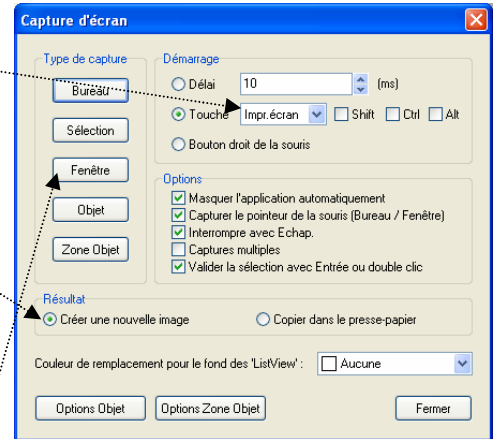 Capture d'écran
Type de capture
Bureau
Sélection
Fenêtre
Objet
Zone Objet
Démarrage
Délai 10 (ms)
Touche Impr.écran Shift Ctrl Alt
Bouton droit de la souris
Options
Masquer l'application automatiquement
Capturer le pointeur de la souris (Bureau / Fenêtre)
Interrompre avec Echap.
Captures multiples
Valider la sélection avec Entrée ou double clic
Résultat
Créer une nouvelle image Copier dans le presse-papier
Couleur de remplacement pour le fond des 'ListView' : Aucune
Options Objet Options Zone Objet Fermer